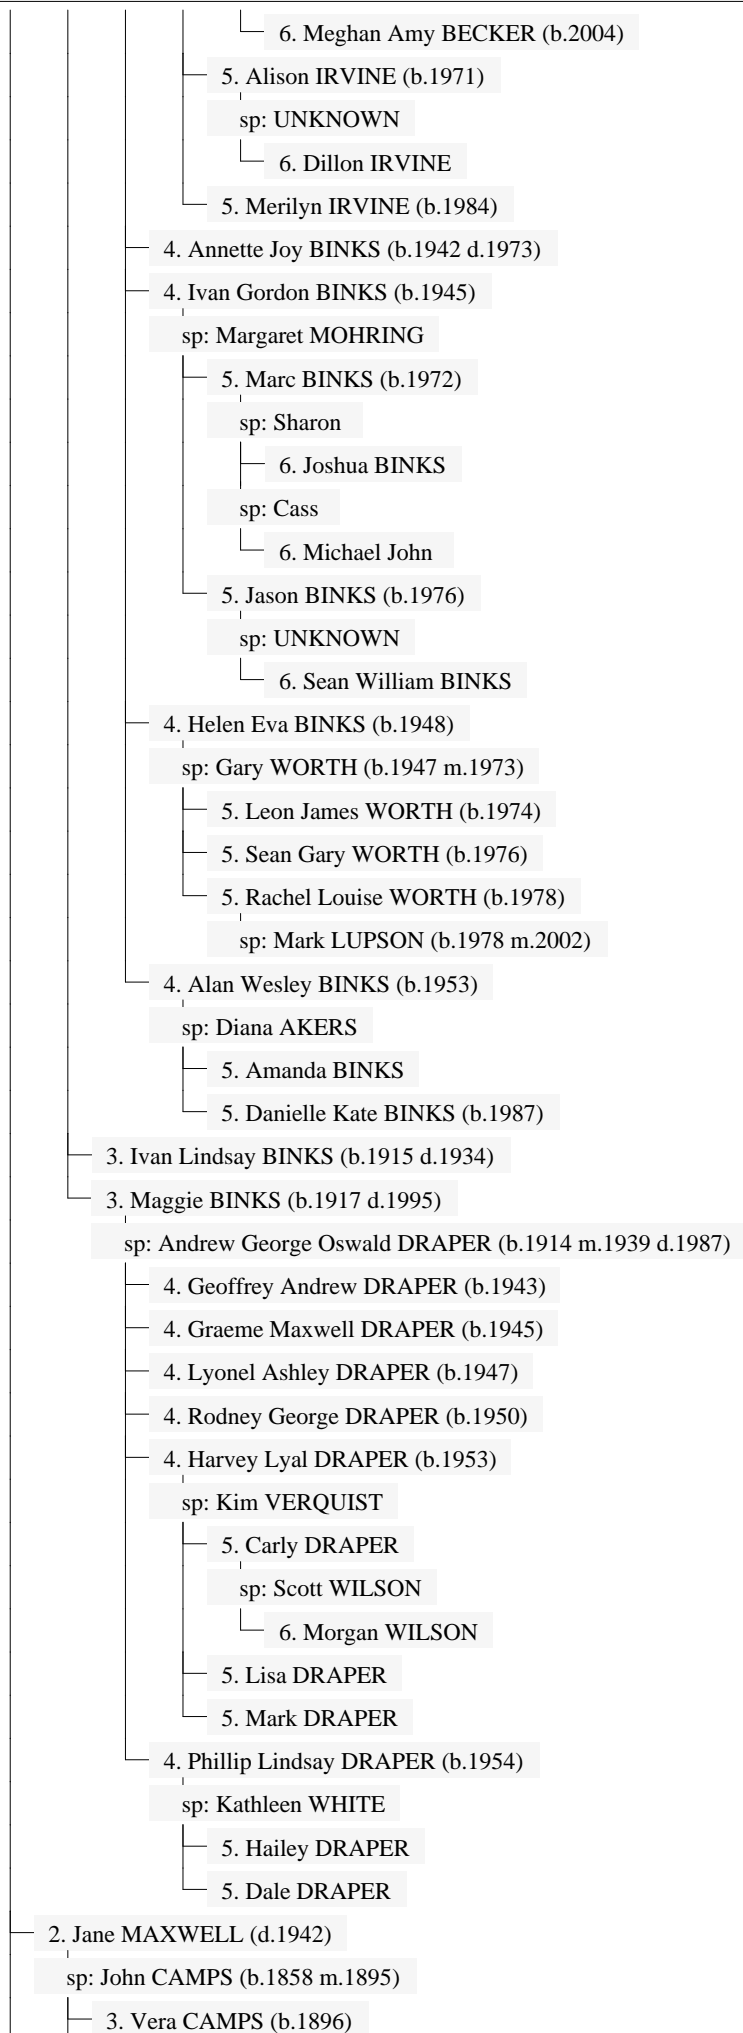 6. Meghan Amy BECKER (b.2004)
5. Alison IRVINE (b.1971)
sp: UNKNOWN
6. Dillon IRVINE
5. Merilyn IRVINE (b.1984)
4. Annette Joy BINKS (b.1942 d.1973)
4. Ivan Gordon BINKS (b.1945)
sp: Margaret MOHRING
5. Marc BINKS (b.1972)
sp: Sharon
6. Joshua BINKS
sp: Cass
6. Michael John
5. Jason BINKS (b.1976)
sp: UNKNOWN
6. Sean William BINKS
4. Helen Eva BINKS (b.1948)
sp: Gary WORTH (b.1947 m.1973)
5. Leon James WORTH (b.1974)
5. Sean Gary WORTH (b.1976)
5. Rachel Louise WORTH (b.1978)
sp: Mark LUPSON (b.1978 m.2002)
4. Alan Wesley BINKS (b.1953)
sp: Diana AKERS
5. Amanda BINKS
5. Danielle Kate BINKS (b.1987)
3. Ivan Lindsay BINKS (b.1915 d.1934)
3. Maggie BINKS (b.1917 d.1995)
sp: Andrew George Oswald DRAPER (b.1914 m.1939 d.1987)
4. Geoffrey Andrew DRAPER (b.1943)
4. Graeme Maxwell DRAPER (b.1945)
4. Lyonel Ashley DRAPER (b.1947)
4. Rodney George DRAPER (b.1950)
4. Harvey Lyal DRAPER (b.1953)
sp: Kim VERQUIST
5. Carly DRAPER
sp: Scott WILSON
6. Morgan WILSON
5. Lisa DRAPER
5. Mark DRAPER
4. Phillip Lindsay DRAPER (b.1954)
sp: Kathleen WHITE
5. Hailey DRAPER
5. Dale DRAPER
2. Jane MAXWELL (d.1942)
sp: John CAMPS (b.1858 m.1895)
3. Vera CAMPS (b.1896)